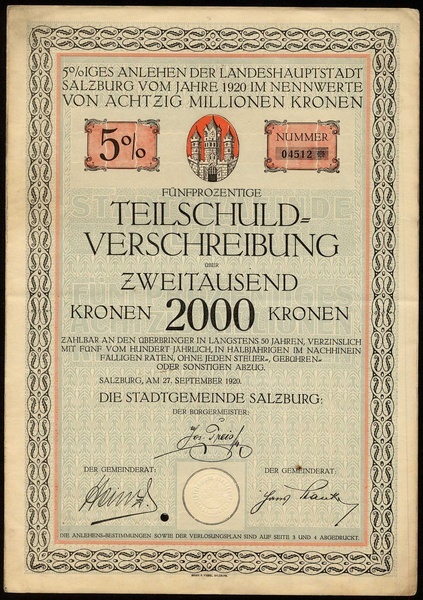 5%IGES ANLEHEN DER LANDESHAUPTSTADT
SALZBURG VOM JAHRE 1920 IM NENNWERTE
VON ACHTZIG MILLIONEN KRONEN
5%
NUMMER
04512
FÜNFPROZENTIGE
TEILSCHULD=
VERSCHREIBUNG
ÜBER
ZWEITAUSEND
KRONEN 2000 KRONEN
ZAHLBAR AN DEN ÜBERBRINGER IN LÄNGSTENS 50 JAHREN, VERZINSLICH
MIT FÜNF VOM HUNDERT JÄHRLICH, IN HALBJÄHRIGEN IM NACHHINEIN
FÄLLIGEN RATEN, OHNE JEDEN STEUER-, GEBÜHREN-
ODER SONSTIGEN ABZUG.
SALZBURG, AM 27. SEPTEMBER 1920.
DIE STADTGEMEINDE SALZBURG:
DER BÜRGERMEISTER:
DER GEMEINDERAT:
DER GEMEINDERAT:
DIE ANLEHENS-BESTIMMUNGEN SOWIE DER VERLOSUNGSPLAN SIND AUF SEITE 3 UND 4 ABGEDRUCKT.